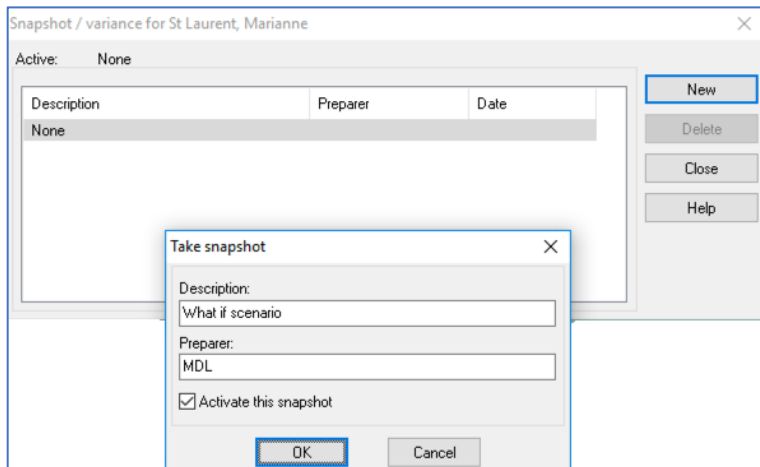 Snapshot / variance for St Laurent, Marianne
Active: None
Description Preparer Date
None
New
Delete
Close
Help
Take snapshot
Description:
What if scenario
Preparer:
MDL
Activate this snapshot
OK Cancel